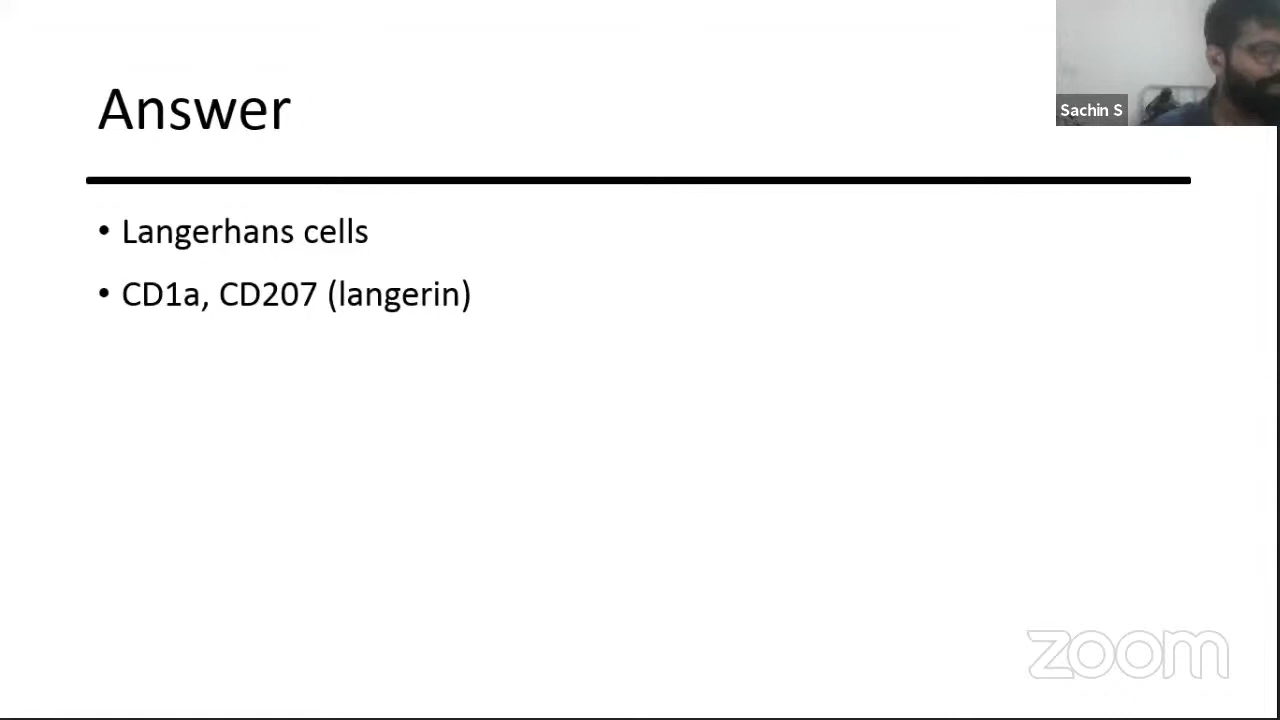 Answer
Sachin S
• Langerhans cells
• CD1a, CD207 (langerin)
zoom